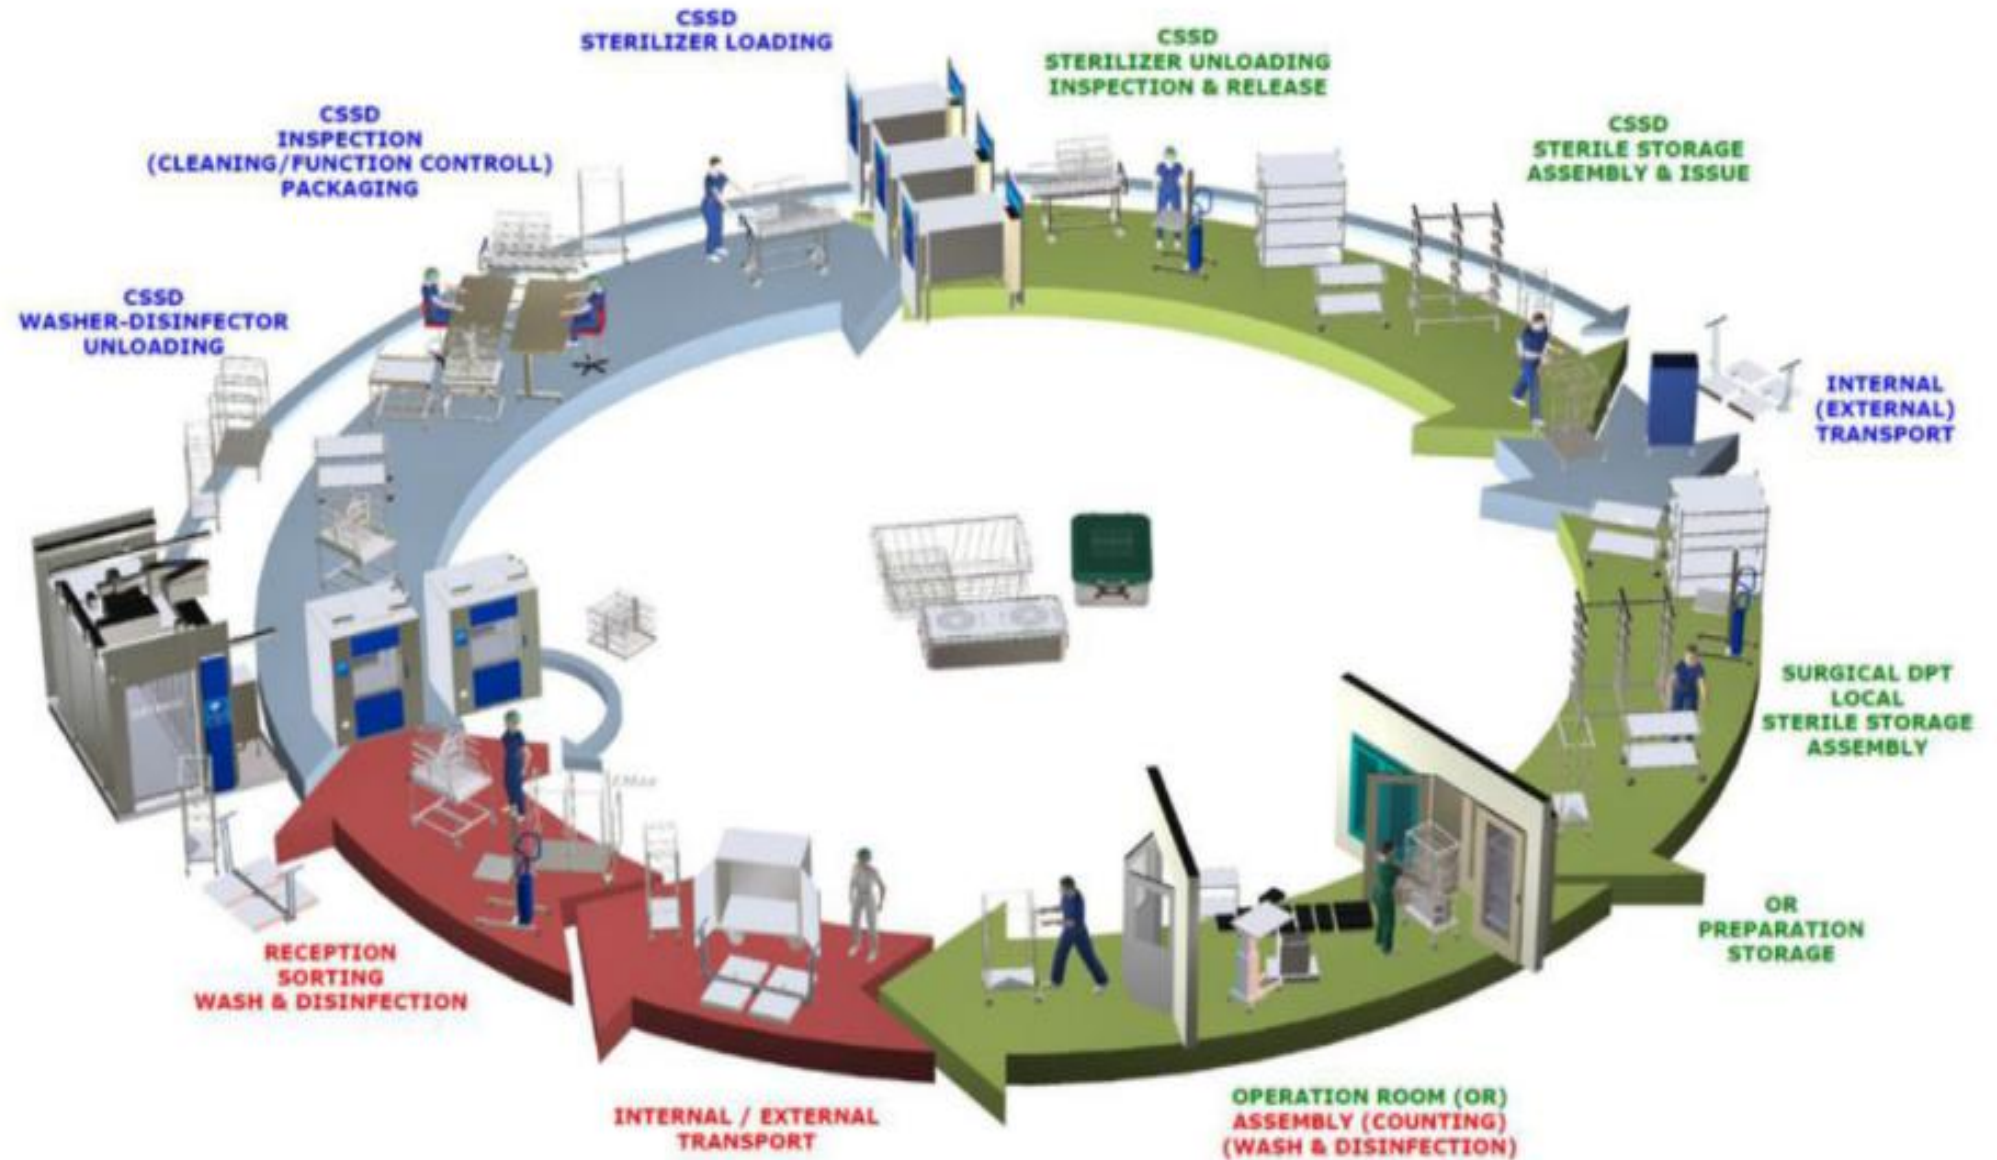 CSSD
STERILIZER LOADING
CSSD
STERILIZER UNLOADING
INSPECTION & RELEASE
CSSD
INSPECTION
(CLEANING/FUNCTION CONTROLL)
PACKAGING
CSSD
STERILE STORAGE
ASSEMBLY & ISSUE
CSSD
WASHER-DISINFECTOR
UNLOADING
INTERNAL
(EXTERNAL)
TRANSPORT
SURGICAL DPT
LOCAL
STERILE STORAGE
ASSEMBLY
OR
PREPARATION
STORAGE
RECEPTION
SORTING
WASH & DISINFECTION
INTERNAL / EXTERNAL
TRANSPORT
OPERATION ROOM (OR)
ASSEMBLY (COUNTING)
(WASH & DISINFECTION)